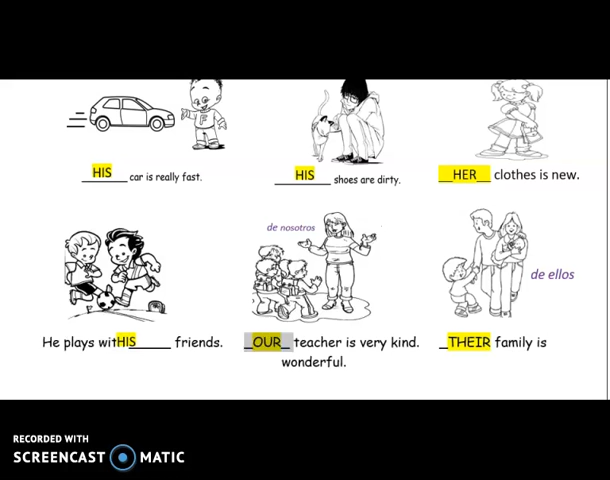 F
HIS car is really fast.
HIS shoes are dirty.
HER clothes is new.
de nosotros
de ellos
He plays witHIS friends.
OUR teacher is very kind.
THEIR family is
wonderful.
RECORDED WITH
SCREENCAST MATIC